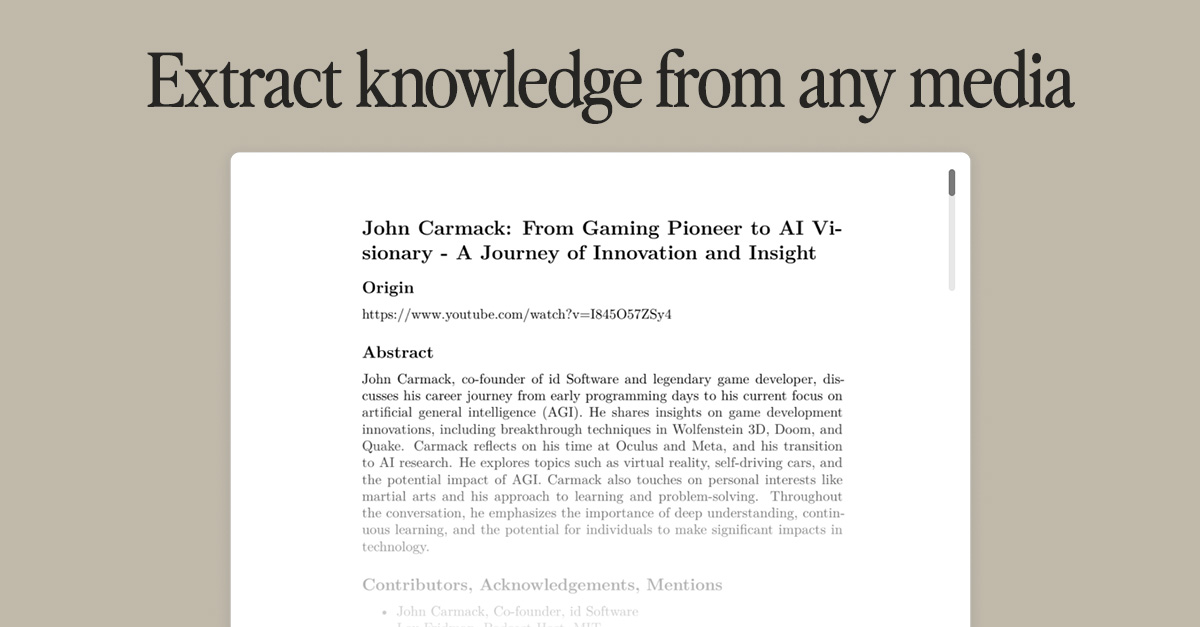 Extract knowledge from any media
John Carmack: From Gaming Pioneer to AI Vi-
sionary - A Journey of Innovation and Insight
Origin
https://www.youtube.com/watch?v=I845O57ZSy4
Abstract
John Carmack, co-founder of id Software and legendary game developer, dis-
cusses his career journey from early programming days to his current focus on
artificial general intelligence (AGI). He shares insights on game development
innovations, including breakthrough techniques in Wolfenstein 3D, Doom, and
Quake. Carmack reflects on his time at Oculus and Meta, and his transition
to AI research. He explores topics such as virtual reality, self-driving cars, and
the potential impact of AGI. Carmack also touches on personal interests like
martial arts and his approach to learning and problem-solving. Throughout
the conversation, he emphasizes the importance of deep understanding, contin-
uous learning, and the potential for individuals to make significant impacts in
technology.
Contributors, Acknowledgements, Mentions
• John Carmack, Co-founder, id Software